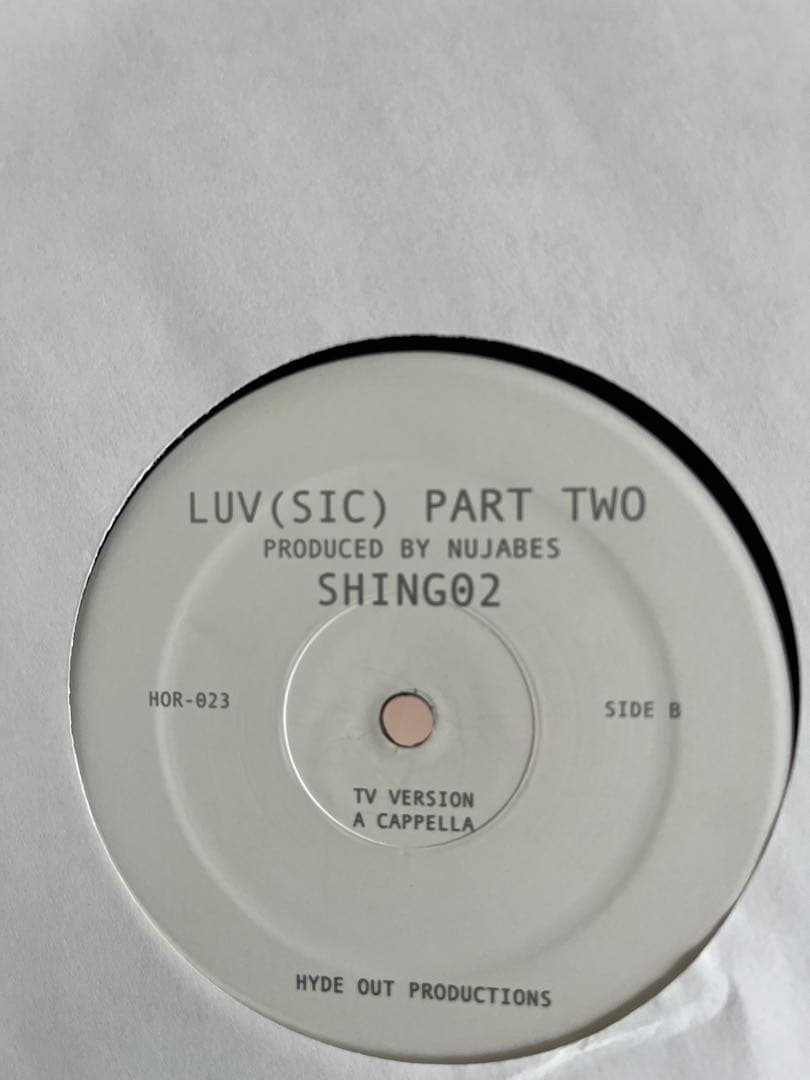 LUV(SIC) PART TWO
PRODUCED BY NUJABES
SHING02
HOR-023
SIDE B
TV VERSION
A CAPPELLA
HYDE OUT PRODUCTIONS